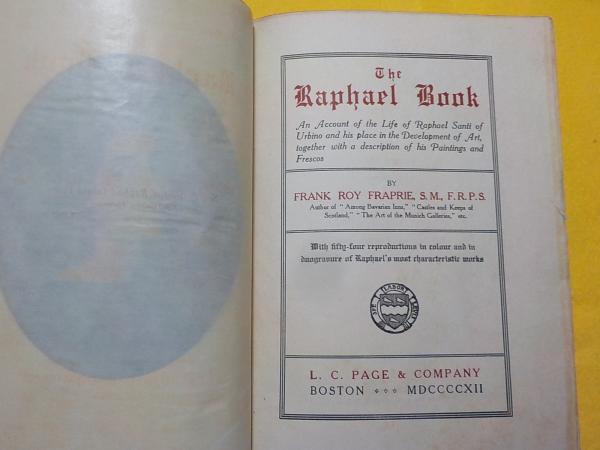 The
Raphael Book
An Account of the Life of Raphael Santi of
Urbino and his place in the Development of Art,
together with a description of his Paintings and
Frescos
BY
FRANK ROY FRAPRIE, S. M., F. R. P. S.
Author of "Among Bavarian Inns," "Castles and Keeps of
Scotland," "The Art of the Munich Galleries," etc.
With fifty-four reproductions in colour and in
duogravure of Raphael's most characteristic works
L. C. PAGE & COMPANY
BOSTON MDCCCCXII